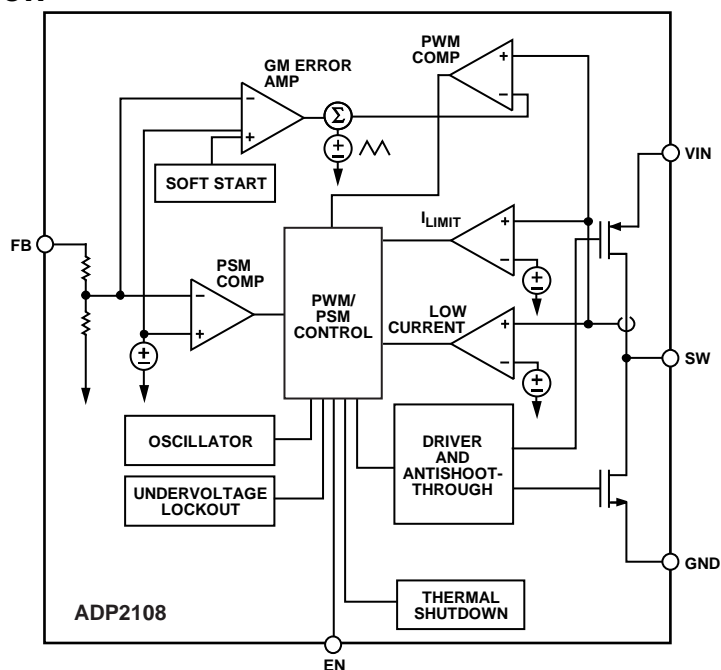 PWM
COMP
GM ERROR
AMP
+
−
−
+
Σ
+
−
VIN
SOFT START
I LIMIT
+
−
+
−
FB
PSM
COMP
−
+
PWM/
PSM
CONTROL
LOW
CURRENT
+
−
+
−
SW
+
−
OSCILLATOR
DRIVER
AND
ANTISHOOT-
THROUGH
UNDERVOLTAGE
LOCKOUT
GND
THERMAL
SHUTDOWN
ADP2108
EN